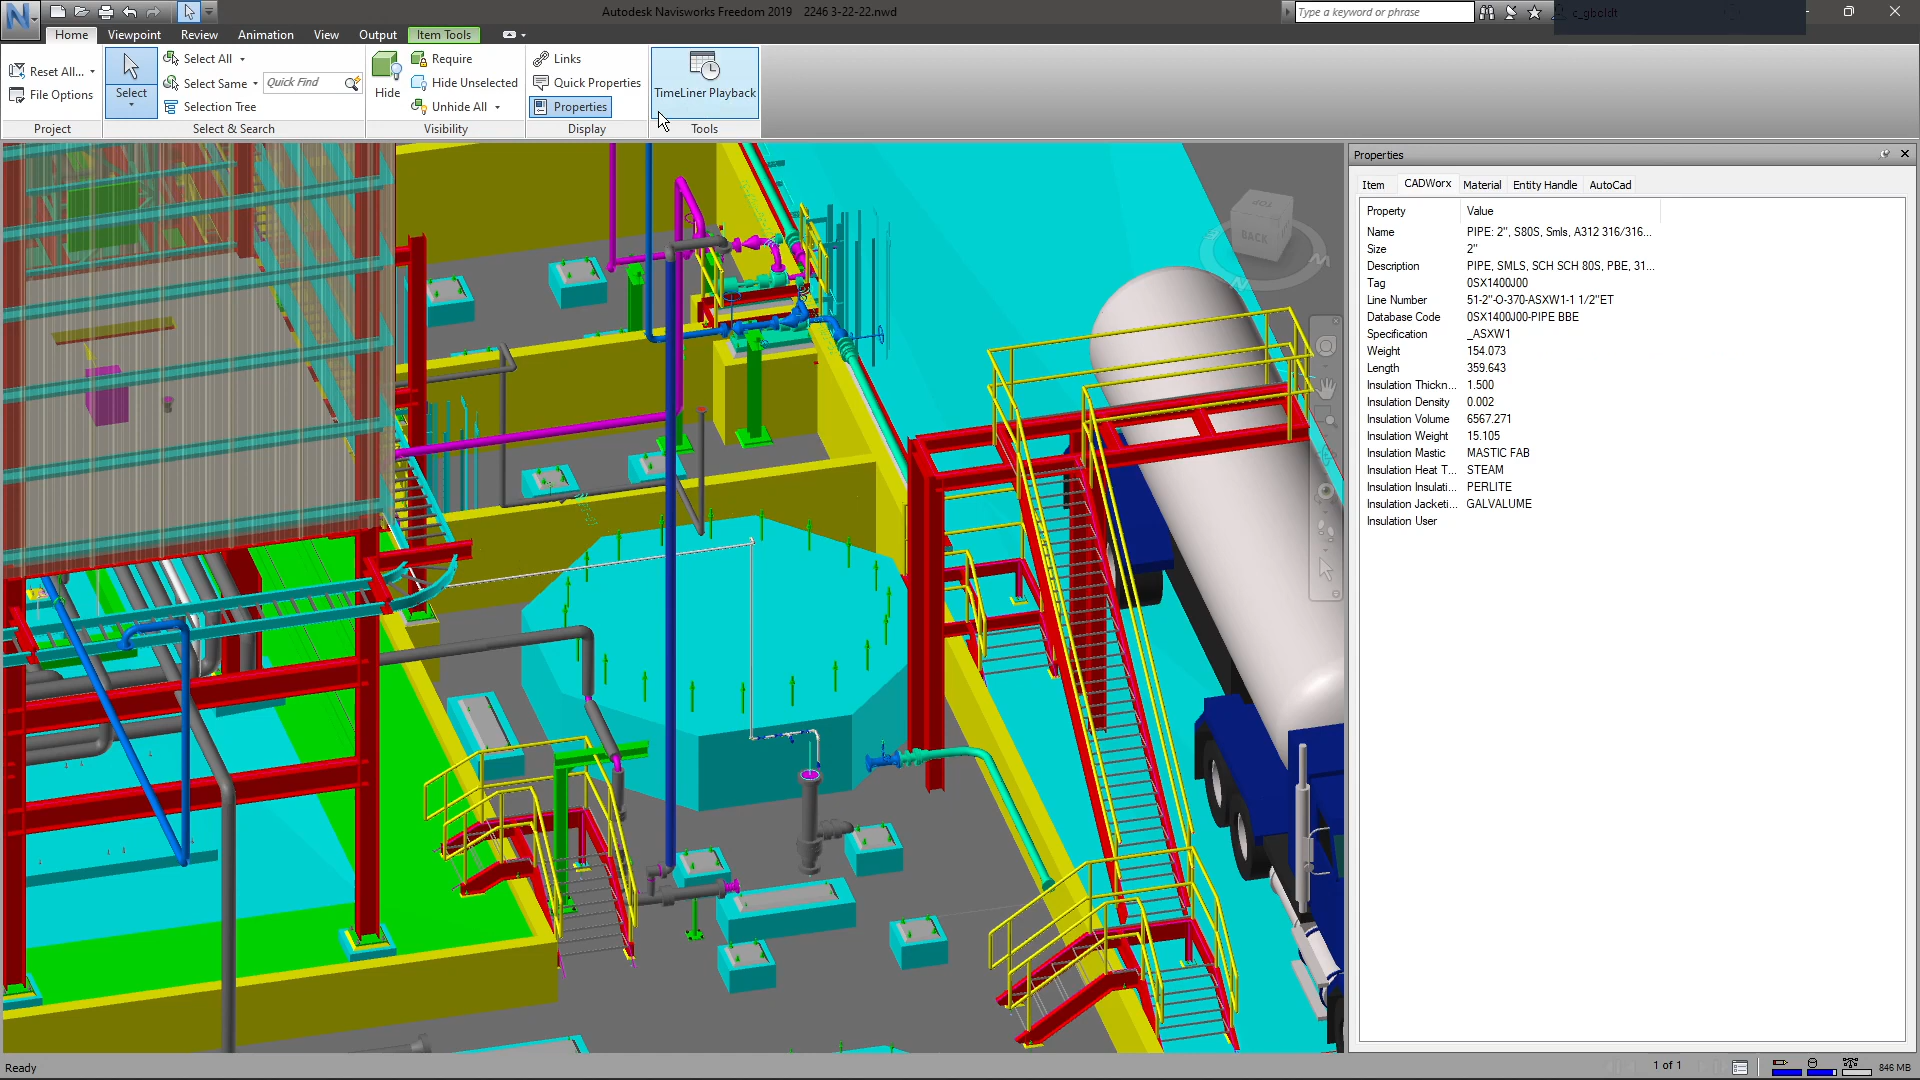 Autodesk Navisworks Freedom 2019 2246 3-22-22.nwd
Type a keyword or phrase
c_gboldt
Home Viewpoint Review Animation View Output Item Tools
Reset All...
File Options
Project
Select
Select All
Select Same
Quick Find
Selection Tree
Select & Search
Hide
Require
Hide Unselected
Unhide All
Visibility
Links
Quick Properties
Properties
Display
TimeLiner Playback
Tools
TOP
BACK
Properties
Item CADWorx Material Entity Handle AutoCad
Property Value
Name PIPE: 2", S80S, Smls, A312 316/316...
Size 2"
Description PIPE, SMLS, SCH SCH 80S, PBE, 31...
Tag 0SX1400J00
Line Number 51-2"-O-370-ASXW1-1 1/2"ET
Database Code 0SX1400J00-PIPE BBE
Specification _ASXW1
Weight 154.073
Length 359.643
Insulation Thickn... 1.500
Insulation Density 0.002
Insulation Volume 6567.271
Insulation Weight 15.105
Insulation Mastic MASTIC FAB
Insulation Heat T... STEAM
Insulation Insulati... PERLITE
Insulation Jacketi... GALVALUME
Insulation User
Ready
1 of 1
846 MB